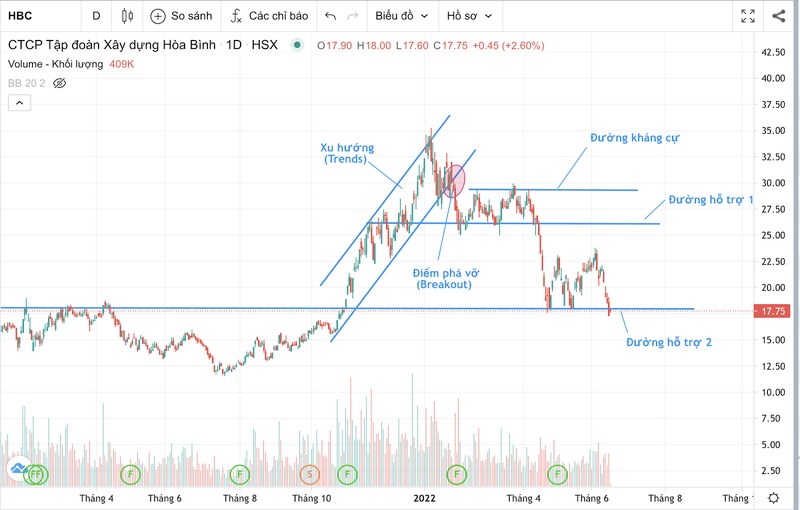 HBC D So sánh Các chỉ báo Biểu đồ Hồ sơ
CTCP Tập đoàn Xây dựng Hòa Bình · 1D · HSX O17.90 H18.00 L17.60 C17.75 +0.45 (+2.60%)
Volume - Khối lượng 409K
BB 20 2
42.50
40.00
37.50
35.00
32.50
30.00
27.50
25.00
22.50
20.00
17.75
15.00
12.50
10.00
7.50
5.00
2.50
Xu hướng
(Trends)
Đường kháng cự
Đường hỗ trợ 1
Điểm phá vỡ
(Breakout)
Đường hỗ trợ 2
F F F F S F F F
Tháng 4 Tháng 6 Tháng 8 Tháng 10 2022 Tháng 4 Tháng 6 Tháng 8 Tháng 1